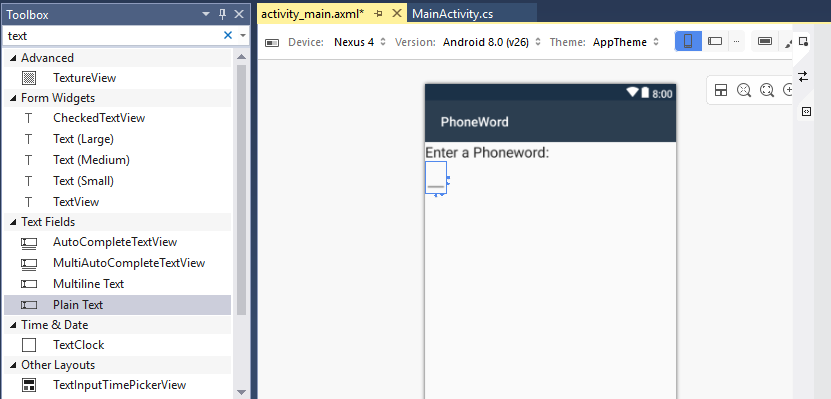 Toolbox
text
Advanced
TextureView
Form Widgets
CheckedTextView
Text (Large)
Text (Medium)
Text (Small)
TextView
Text Fields
AutoCompleteTextView
MultiAutoCompleteTextView
Multiline Text
Plain Text
Time & Date
TextClock
Other Layouts
TextInputTimePickerView
activity_main.axml* MainActivity.cs
Device: Nexus 4 Version: Android 8.0 (v26) Theme: AppTheme ...
8:00
PhoneWord
Enter a Phoneword: